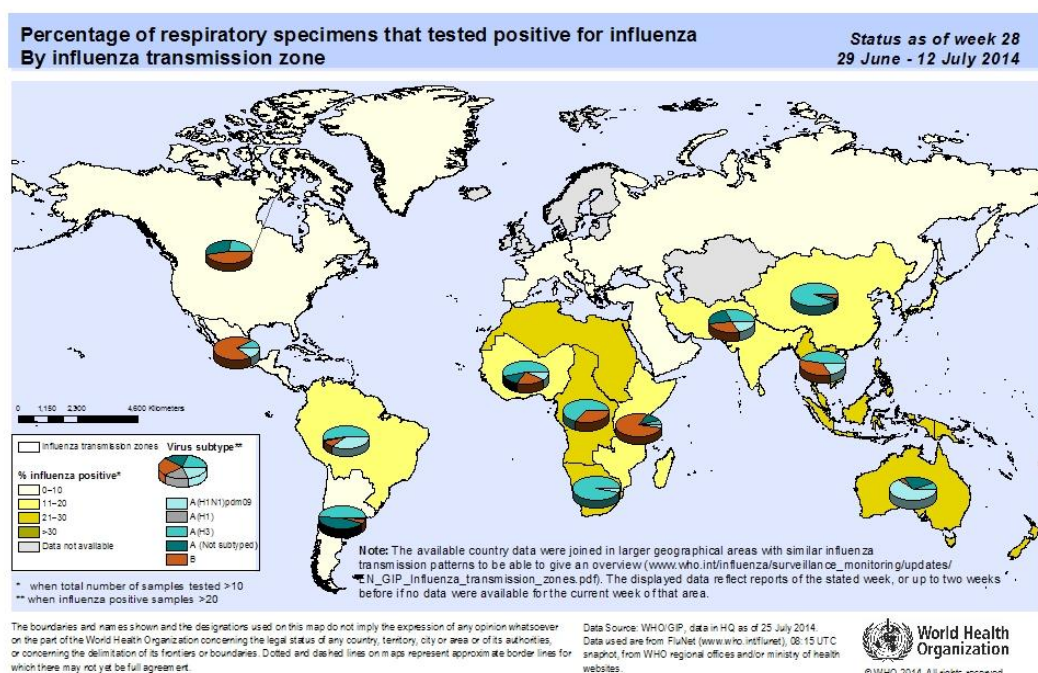 Percentage of respiratory specimens that tested positive for influenza
By influenza transmission zone
Status as of week 28
29 June - 12 July 2014
0 1,150 2,300 4,600 Kilometers
Influenza transmission zones
% influenza positive*
0–10
11–20
21–30
>30
Data not available
Virus subtype**
A(H1N1)pdm09
A(H1)
A(H3)
A (Not subtyped)
B
* when total number of samples tested >10
** when influenza positive samples >20
Note: The available country data were joined in larger geographical areas with similar influenza
transmission patterns to be able to give an overview (www.who.int/influenza/surveillance_monitoring/updates/
EN_GIP_Influenza_transmission_zones.pdf). The displayed data reflect reports of the stated week, or up to two weeks
before if no data were available for the current week of that area.
The boundaries and names shown and the designations used on this map do not imply the expression of any opinion whatsoever
on the part of the World Health Organization concerning the legal status of any country, territory, city or area or of its authorities,
or concerning the delimitation of its frontiers or boundaries. Dotted and dashed lines on maps represent approximate border lines for
which there may not yet be full agreement.
Data Source: WHO/GIP, data in HQ as of 25 July 2014.
Data used are from FluNet (www.who.int/flunet), 08:15 UTC
snapshot, from WHO regional offices and/or ministry of health
websites.
World Health
Organization
© WHO 2014. All rights reserved.